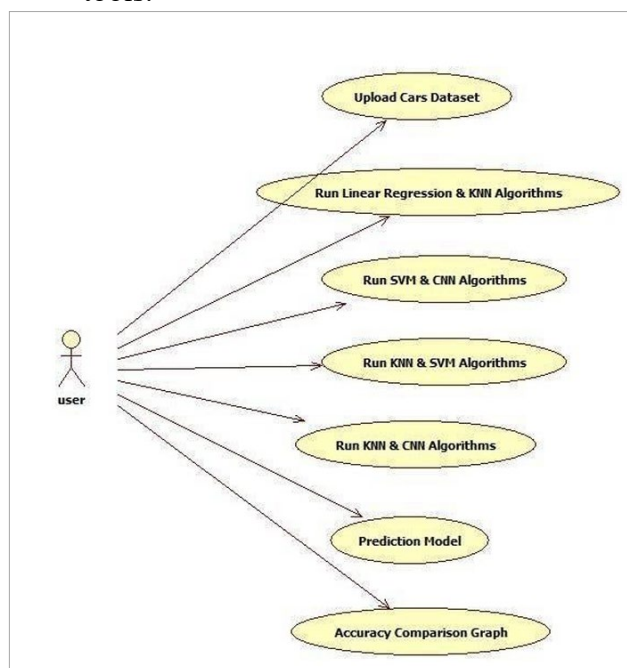 Upload Cars Dataset
Run Linear Regression & KNN Algorithms
Run SVM & CNN Algorithms
Run KNN & SVM Algorithms
user
Run KNN & CNN Algorithms
Prediction Model
Accuracy Comparison Graph